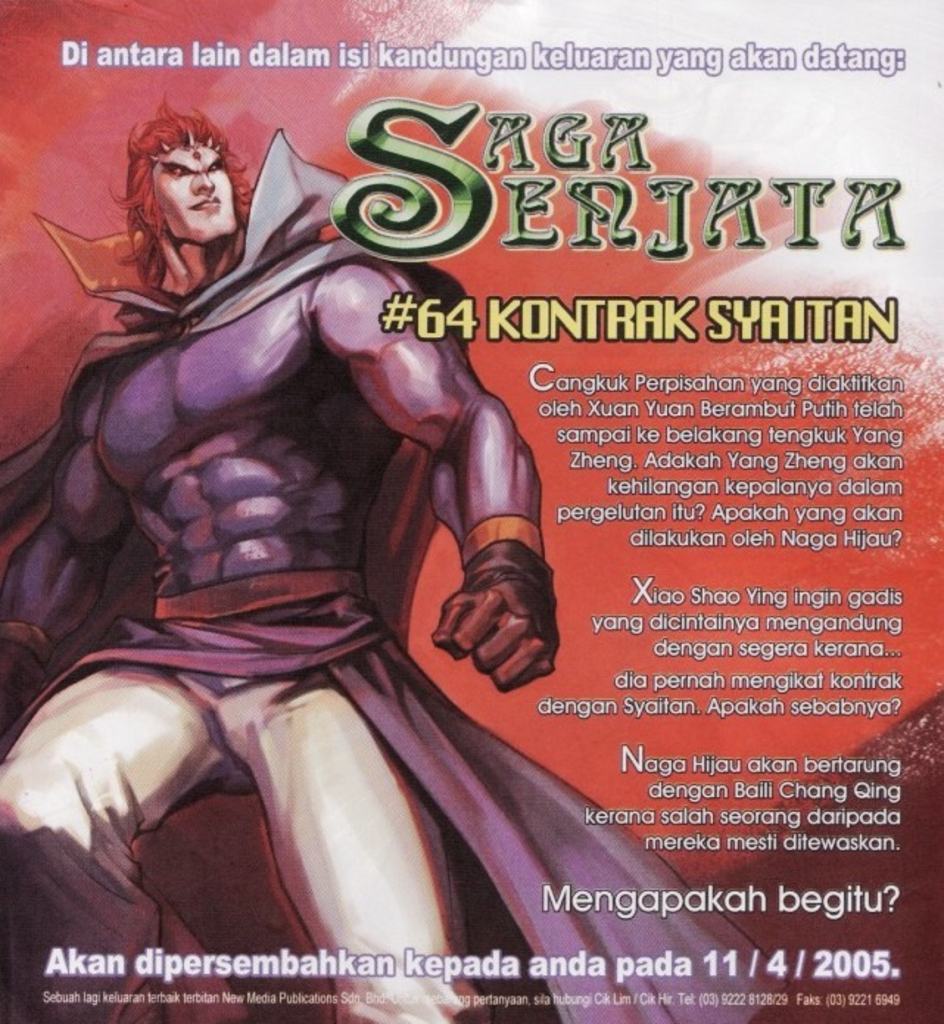 Di antara lain dalam isi kandungan keluaran yang akan datang:
SAGA
SENJATA
#64 KONTRAK SYAITAN
Cangkuk Perpisahan yang diaktifkan
oleh Xuan Yuan Berambut Putih telah
sampai ke belakang tengkuk Yang
Zheng. Adakah Yang Zheng akan
kehilangan kepalanya dalam
pergelutan itu? Apakah yang akan
dilakukan oleh Naga Hijau?
Xiao Shao Ying ingin gadis
yang dicintainya mengandung
dengan segera kerana...
dia pernah mengikat kontrak
dengan Syaitan. Apakah sebabnya?
Naga Hijau akan bertarung
dengan Baili Chang Qing
kerana salah seorang daripada
mereka mesti ditewaskan.
Mengapakah begitu?
Akan dipersembahkan kepada anda pada 11 / 4 / 2005.
Sebuah lagi keluaran terbaik terbitan New Media Publications Sdn. Bhd. Untuk sebarang pertanyaan, sila hubungi Cik Lim / Cik Hir. Tel: (03) 9222 8128/29 Faks: (03) 9221 6949